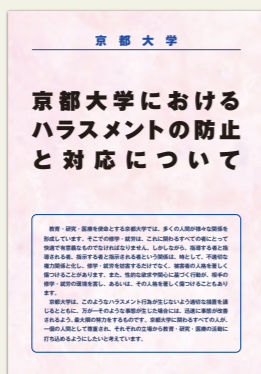 京都大学
京都大学における
ハラスメントの防止
と対応について
教育・研究・医療を使命とする京都大学では、多くの人間が様々な関係を
形成しています。そこでの修学・就労は、これに関わるすべての者にとって
快適で有意義なものでなければなりません。しかしながら、指導する者と指
導される者、指示する者と指示される者という関係は、時として、不適切な
権力関係と化し、修学・就労を妨害するだけでなく、被害者の人格を著しく
傷つけることがあります。また、性的な欲求や関心に基づく行動が、相手の
修学・就労の環境を害し、あるいは、その人格を著しく傷つけることもあり
ます。
京都大学は、このようなハラスメント行為が生じないよう適切な措置を講
じるとともに、万が一そのような事態が生じた場合には、迅速に事態が改善
されるよう、最大限の努力をするものです。京都大学に関わるすべての人が、
一個の人間として尊重され、それぞれの立場から教育・研究・医療の活動に
打ち込めるようにしたいと考えています。